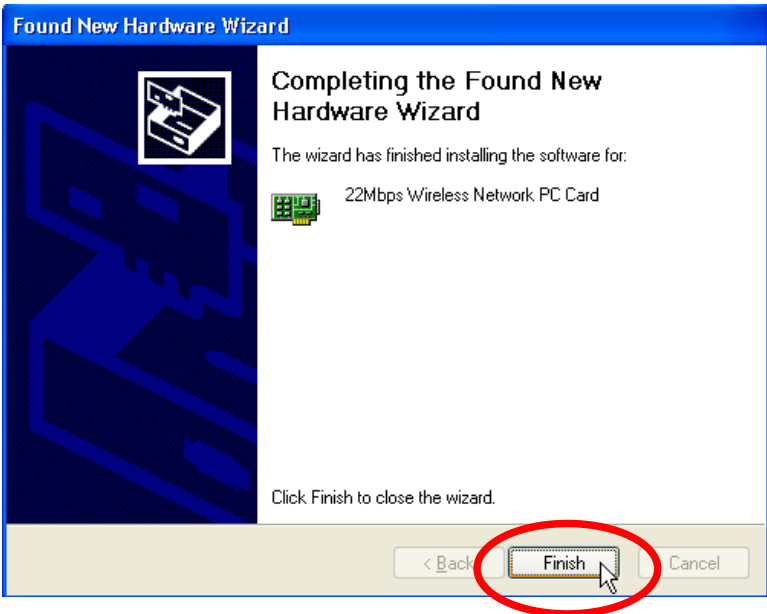 Found New Hardware Wizard
Completing the Found New
Hardware Wizard
The wizard has finished installing the software for:
22Mbps Wireless Network PC Card
Click Finish to close the wizard.
< Back
Finish
Cancel